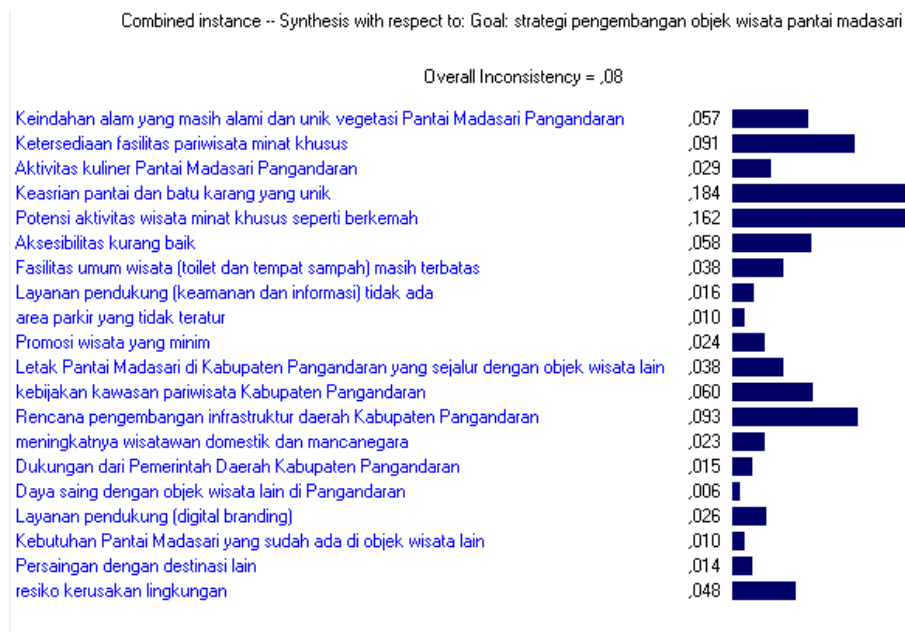 Combined instance -- Synthesis with respect to: Goal: strategi pengembangan objek wisata pantai madasari
Overall Inconsistency = ,08
Keindahan alam yang masih alami dan unik vegetasi Pantai Madasari Pangandaran ,057
Ketersediaan fasilitas pariwisata minat khusus ,091
Aktivitas kuliner Pantai Madasari Pangandaran ,029
Keasrian pantai dan batu karang yang unik ,184
Potensi aktivitas wisata minat khusus seperti berkemah ,162
Aksesibilitas kurang baik ,058
Fasilitas umum wisata (toilet dan tempat sampah) masih terbatas ,038
Layanan pendukung (keamanan dan informasi) tidak ada ,016
area parkir yang tidak teratur ,010
Promosi wisata yang minim ,024
Letak Pantai Madasari di Kabupaten Pangandaran yang sejalur dengan objek wisata lain ,038
kebijakan kawasan pariwisata Kabupaten Pangandaran ,060
Rencana pengembangan infrastruktur daerah Kabupaten Pangandaran ,093
meningkatnya wisatawan domestik dan mancanegara ,023
Dukungan dari Pemerintah Daerah Kabupaten Pangandaran ,015
Daya saing dengan objek wisata lain di Pangandaran ,006
Layanan pendukung (digital branding) ,026
Kebutuhan Pantai Madasari yang sudah ada di objek wisata lain ,010
Persaingan dengan destinasi lain ,014
resiko kerusakan lingkungan ,048